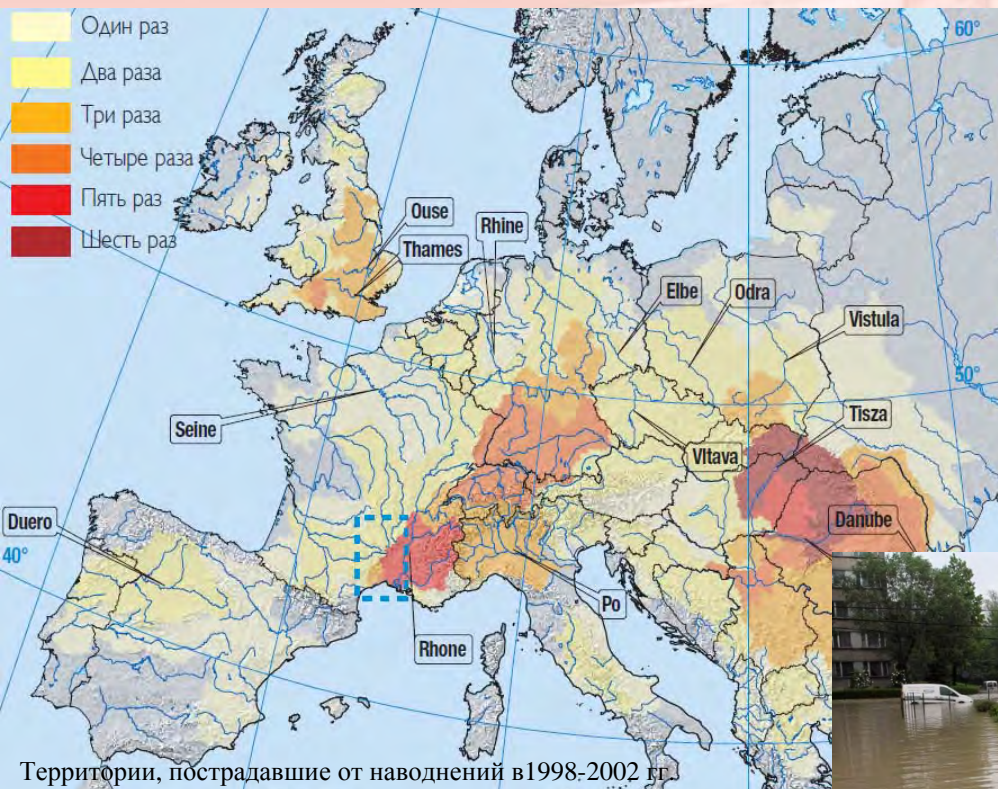 Один раз
Два раза
Три раза
Четыре раза
Пять раз
Шесть раз
60°
Ouse
Rhine
Thames
Elbe
Odra
Vistula
50°
Seine
Tisza
Vltava
Duero
Danube
40°
Po
Rhone
Территории, пострадавшие от наводнений в1998-2002 гг.